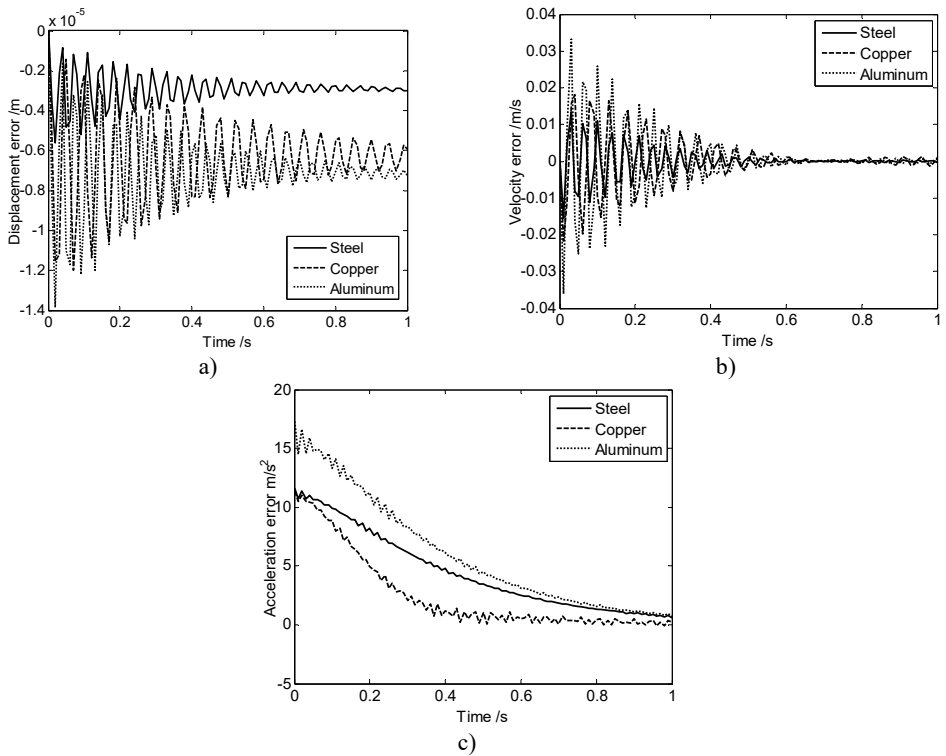 x 10⁻⁵
0
-0.2
-0.4
-0.6
-0.8
-1
-1.2
-1.4
Displacement error /m
Steel
Copper
Aluminum
0 0.2 0.4 0.6 0.8 1
Time /s
a)
0.04
0.03
0.02
0.01
0
-0.01
-0.02
-0.03
-0.04
Velocity error /m/s
Steel
Copper
Aluminum
0 0.2 0.4 0.6 0.8 1
Time /s
b)
20
15
10
5
0
-5
Acceleration error m/s²
Steel
Copper
Aluminum
0 0.2 0.4 0.6 0.8 1
Time /s
c)